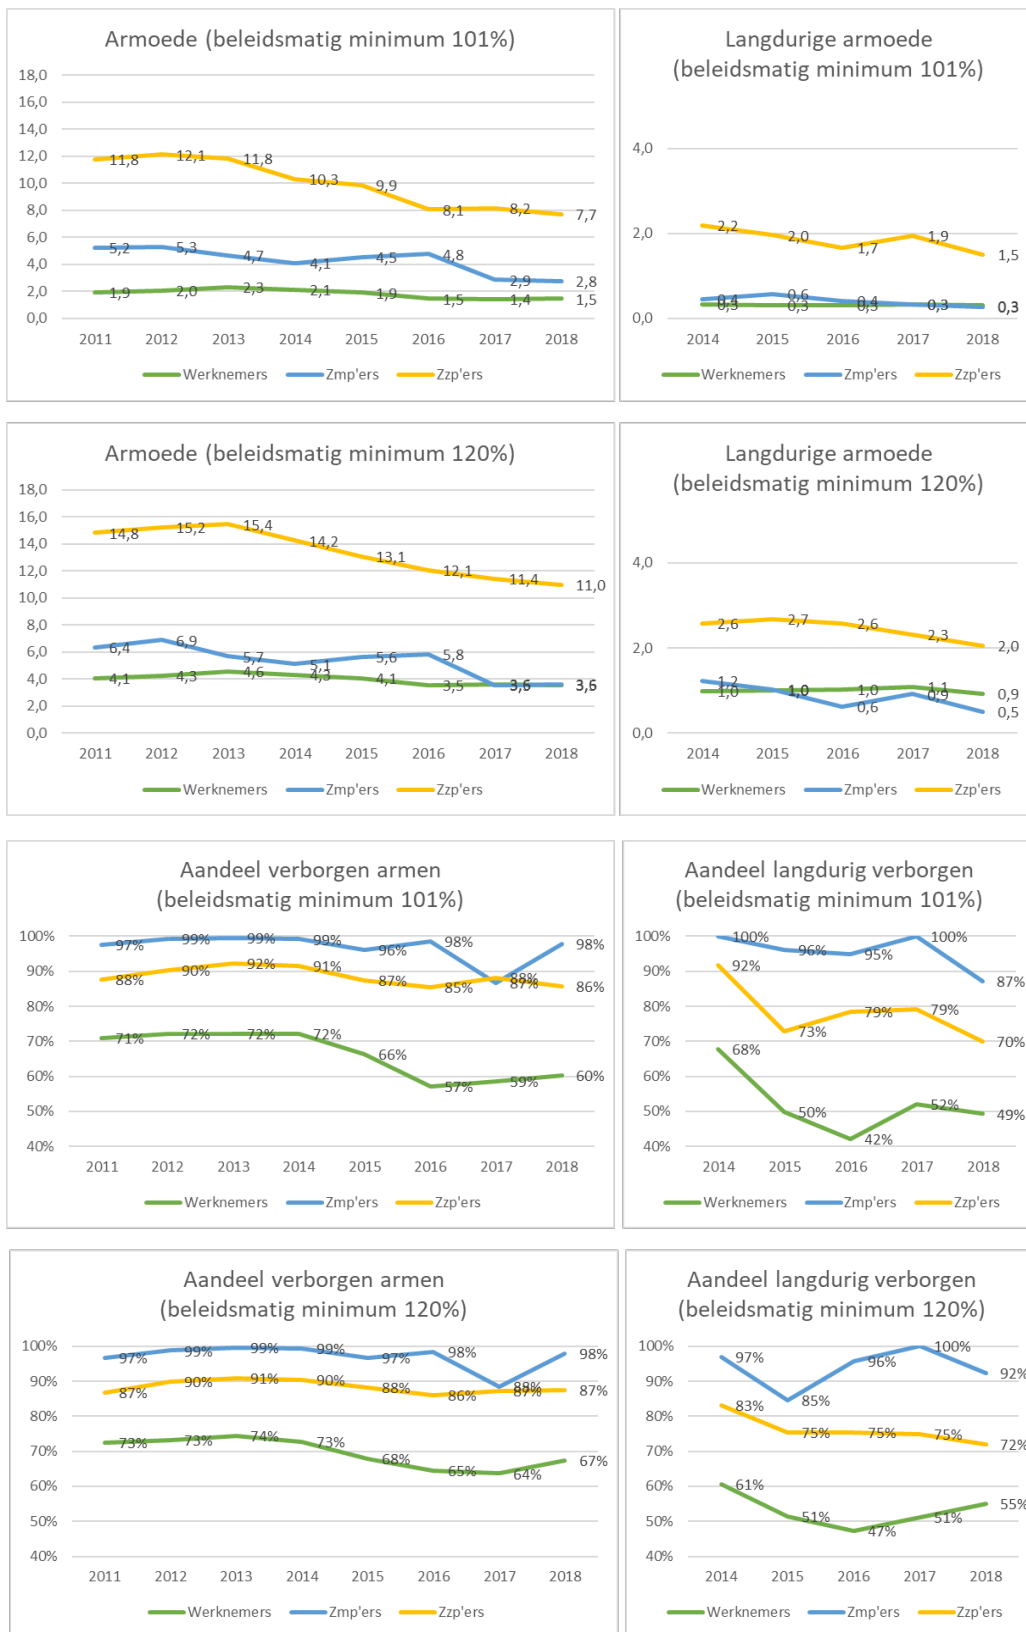 Armoede (beleidsmatig minimum 101%)
18,0
16,0
14,0
12,0
10,0
8,0
6,0
4,0
2,0
0,0
11,8 12,1 11,8 10,3 9,9 8,1 8,2 7,7
5,2 5,3 4,7 4,1 4,5 4,8 2,9 2,8
1,9 2,0 2,3 2,1 1,9 1,5 1,4 1,5
2011 2012 2013 2014 2015 2016 2017 2018
Werknemers Zmp'ers Zzp'ers
Langdurige armoede
(beleidsmatig minimum 101%)
4,0
2,0
0,0
2,2 2,0 1,7 1,9 1,5
0,4 0,6 0,4 0,3 0,3
0,3 0,3 0,3 0,3 0,3
2014 2015 2016 2017 2018
Werknemers Zmp'ers Zzp'ers
Armoede (beleidsmatig minimum 120%)
18,0
16,0
14,0
12,0
10,0
8,0
6,0
4,0
2,0
0,0
14,8 15,2 15,4 14,2 13,1 12,1 11,4 11,0
6,4 6,9 5,7 5,1 5,6 5,8 3,6 3,6
4,1 4,3 4,6 4,3 4,1 3,5
2011 2012 2013 2014 2015 2016 2017 2018
Werknemers Zmp'ers Zzp'ers
Langdurige armoede
(beleidsmatig minimum 120%)
4,0
2,0
0,0
2,6 2,7 2,6 2,3 2,0
1,2 1,0 0,6 0,9 0,5
1,0 1,0 1,0 1,1 0,9
2014 2015 2016 2017 2018
Werknemers Zmp'ers Zzp'ers
Aandeel verborgen armen
(beleidsmatig minimum 101%)
100%
90%
80%
70%
60%
50%
40%
97% 99% 99% 99% 96% 98% 87% 98%
88% 90% 92% 91% 87% 85% 88% 86%
71% 72% 72% 72% 66% 57% 59% 60%
2011 2012 2013 2014 2015 2016 2017 2018
Werknemers Zmp'ers Zzp'ers
Aandeel langdurig verborgen
(beleidsmatig minimum 101%)
100%
90%
80%
70%
60%
50%
40%
100% 96% 95% 100% 87%
92% 73% 79% 79% 70%
68% 50% 42% 52% 49%
2014 2015 2016 2017 2018
Werknemers Zmp'ers Zzp'ers
Aandeel verborgen armen
(beleidsmatig minimum 120%)
100%
90%
80%
70%
60%
50%
40%
97% 99% 99% 99% 97% 98% 88% 98%
87% 90% 91% 90% 88% 86% 87% 87%
73% 73% 74% 73% 68% 65% 64% 67%
2011 2012 2013 2014 2015 2016 2017 2018
Werknemers Zmp'ers Zzp'ers
Aandeel langdurig verborgen
(beleidsmatig minimum 120%)
100%
90%
80%
70%
60%
50%
40%
97% 85% 96% 100% 92%
83% 75% 75% 75% 72%
61% 51% 47% 51% 55%
2014 2015 2016 2017 2018
Werknemers Zmp'ers Zzp'ers